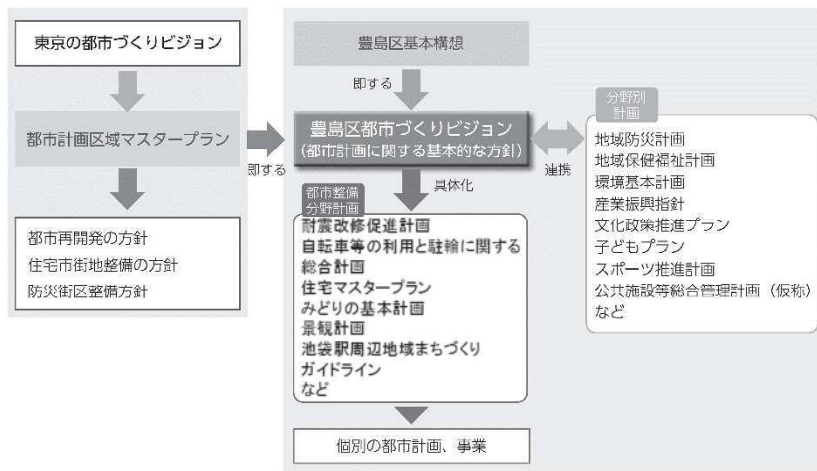 東京の都市づくりビジョン
都市計画区域マスタープラン
都市再開発の方針
住宅市街地整備の方針
防災街区整備方針
即する
豊島区基本構想
即する
豊島区都市づくりビジョン
(都市計画に関する基本的な方針)
具体化
連携
都市整備
分野計画
耐震改修促進計画
自転車等の利用と駐輪に関する
総合計画
住宅マスタープラン
みどりの基本計画
景観計画
池袋駅周辺地域まちづくり
ガイドライン
など
個別の都市計画、事業
分野別
計画
地域防災計画
地域保健福祉計画
環境基本計画
産業振興指針
文化政策推進プラン
子どもプラン
スポーツ推進計画
公共施設等総合管理計画（仮称）
など